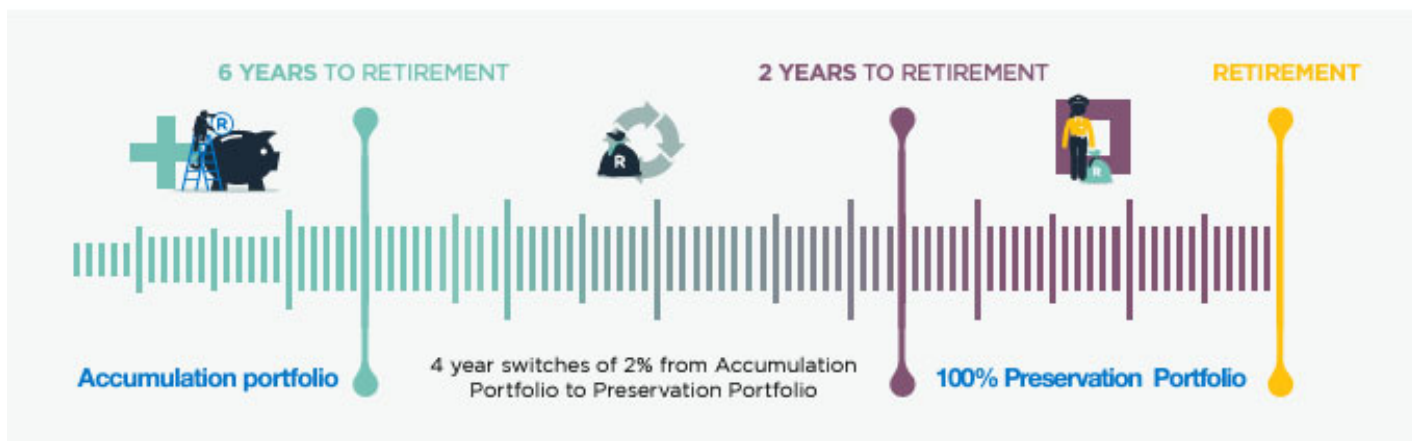 6 YEARS TO RETIREMENT
2 YEARS TO RETIREMENT
RETIREMENT
R
R
R
Accumulation portfolio
4 year switches of 2% from Accumulation
Portfolio to Preservation Portfolio
100% Preservation Portfolio